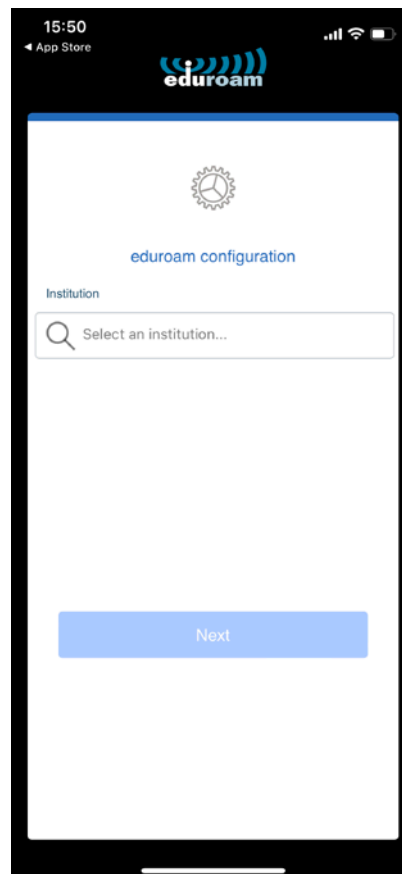 15:50
◀ App Store
eduroam
eduroam configuration
Institution
Select an institution...
Next